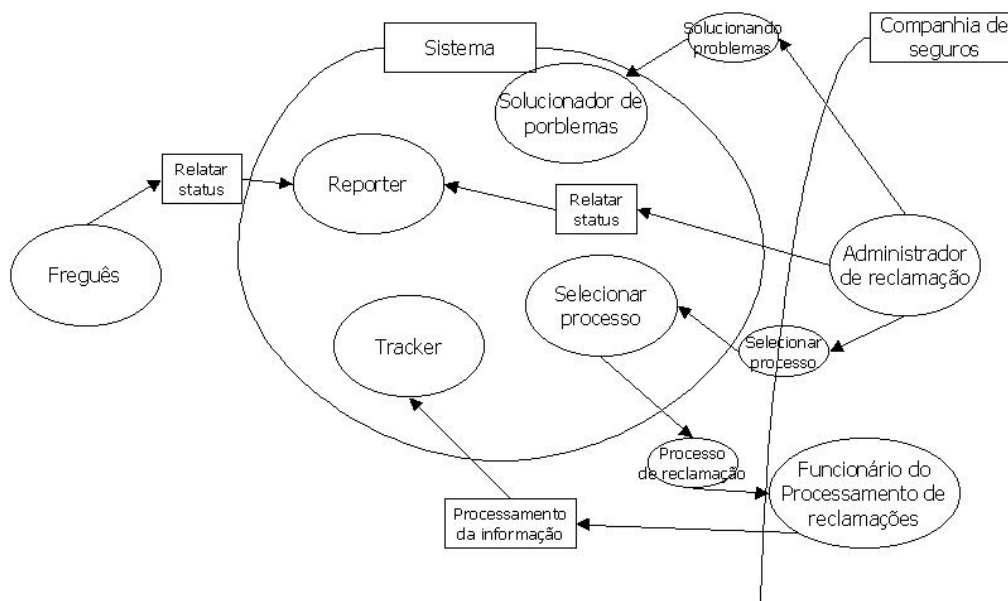 Sistema
Solucionando
problemas
Companhia de
seguros
Solucionador de
porblemas
Relatar
status
Reporter
Relatar
status
Freguês
Administrador
de reclamação
Selecionar
processo
Tracker
Selecionar
processo
Processo
de reclamação
Funcionário do
Processamento de
reclamações
Processamento
da informação